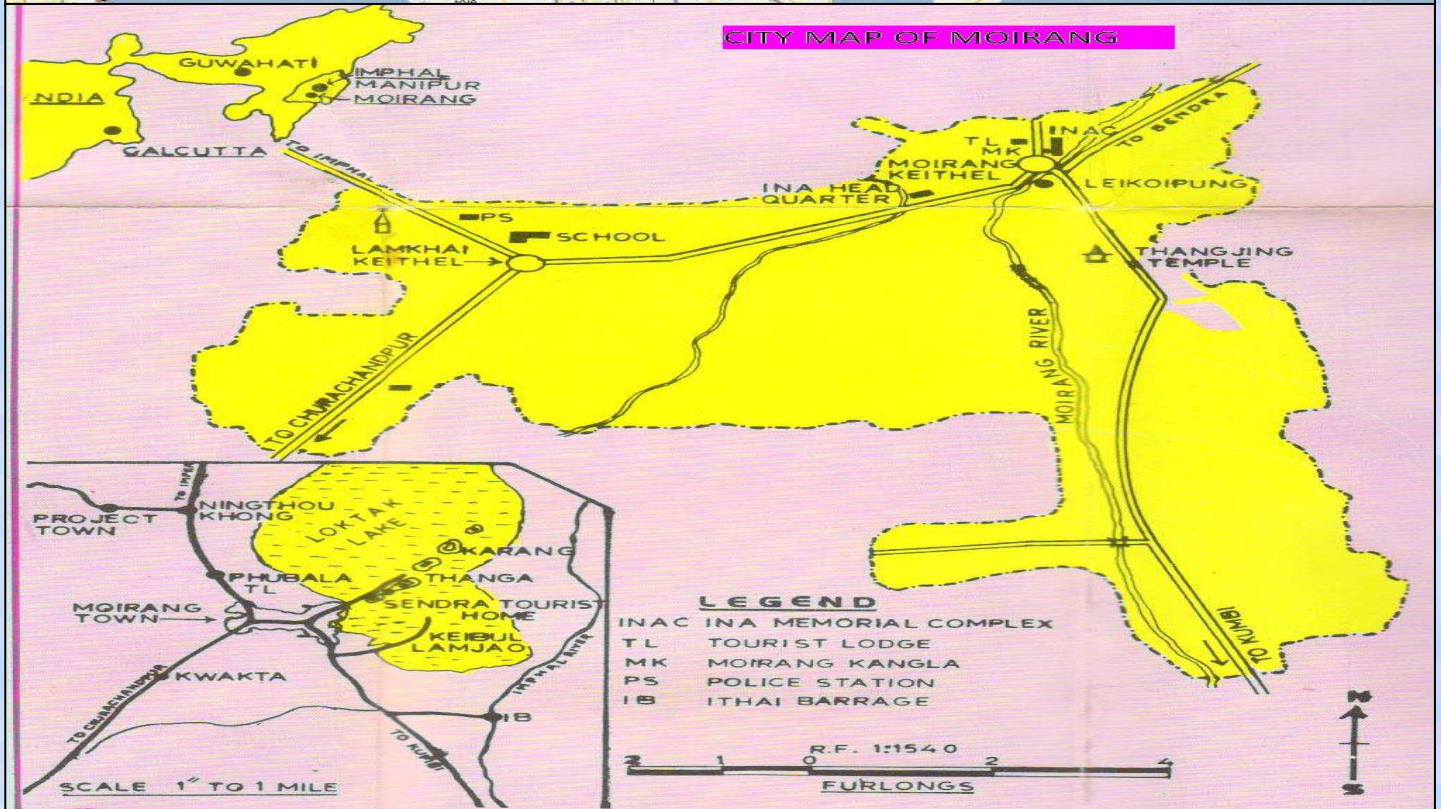 CITY MAP OF MOIRANG
GUWAHATI
IMPHAL
MANIPUR
MOIRANG
NDIA
CALCUTTA
TO IMPHAL
TL
INAC
MK
MOIRANG
KEITHEL
TO BENDRA
LEIKOIPUNG
INA HEAD
QUARTER
PS
SCHOOL
LAMKHAI
KEITHEL
THANGJING
TEMPLE
MOIRANG RIVER
TO CHURACHANDPUR
TO KUMBI
PROJECT
TOWN
NINGTHOU
KHONG
LOKTAK
LAKE
KARANG
PHUBALA
TL
THANGA
MOIRANG
TOWN
SENDRA TOURIST
HOME
KEIBUL
LAMJAO
IMPHAL RIVER
KWAKTA
TO CHURACHANDPUR
IB
TO KUMBI
SCALE 1" TO 1 MILE
LEGEND
INAC INA MEMORIAL COMPLEX
TL TOURIST LODGE
MK MOIRANG KANGLA
PS POLICE STATION
IB ITHAI BARRAGE
R.F. 1:1540
2 1 0 2 4
FURLONGS
N
S